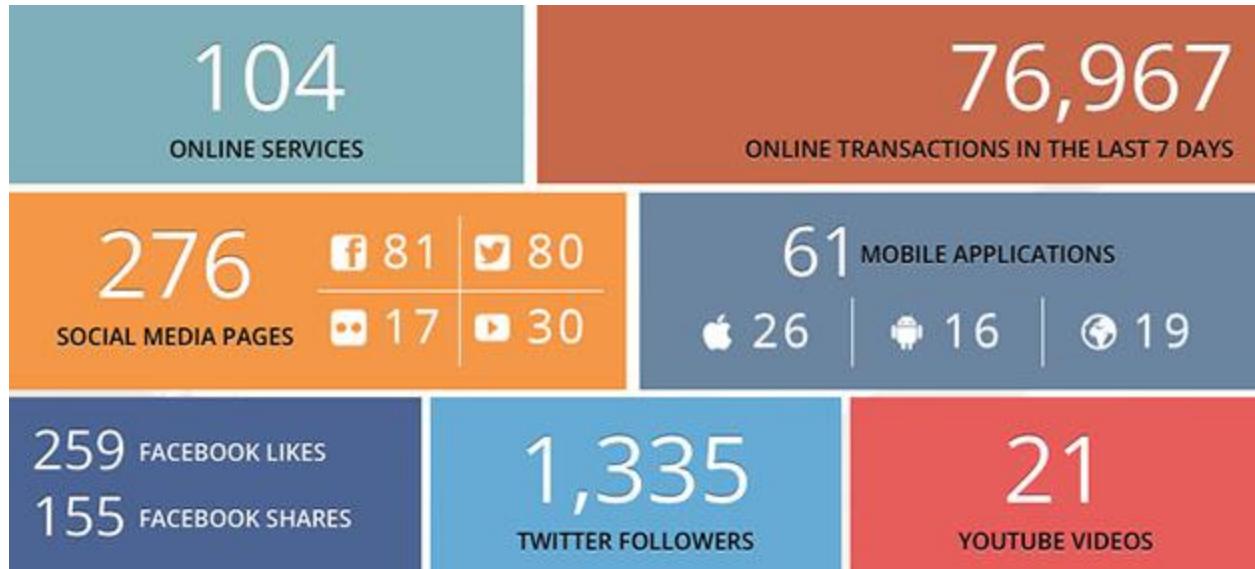 104
ONLINE SERVICES
76,967
ONLINE TRANSACTIONS IN THE LAST 7 DAYS
276
SOCIAL MEDIA PAGES
81
80
17
30
61 MOBILE APPLICATIONS
26
16
19
259 FACEBOOK LIKES
155 FACEBOOK SHARES
1,335
TWITTER FOLLOWERS
21
YOUTUBE VIDEOS